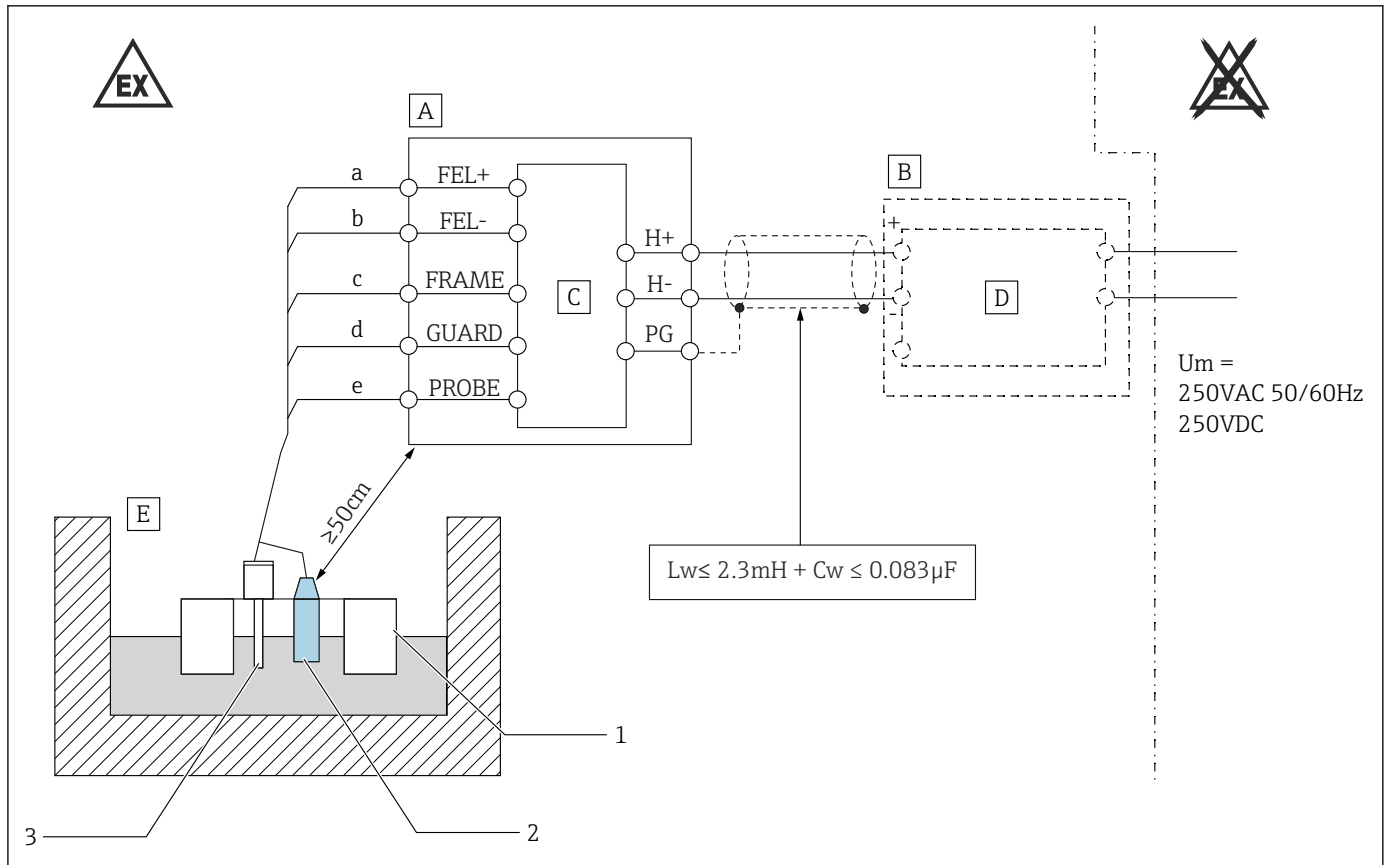 EX
EX
A
a
FEL+
b
FEL-
c
FRAME
d
GUARD
e
PROBE
C
H+
H-
PG
B
+
-
D
Um =
250VAC 50/60Hz
250VDC
≥50cm
E
Lw≤ 2.3mH + Cw ≤ 0.083µF
1
2
3